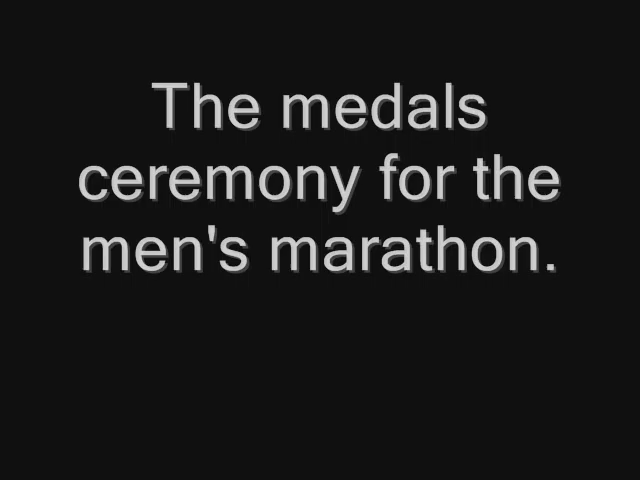 The medals
ceremony for the
men's marathon.